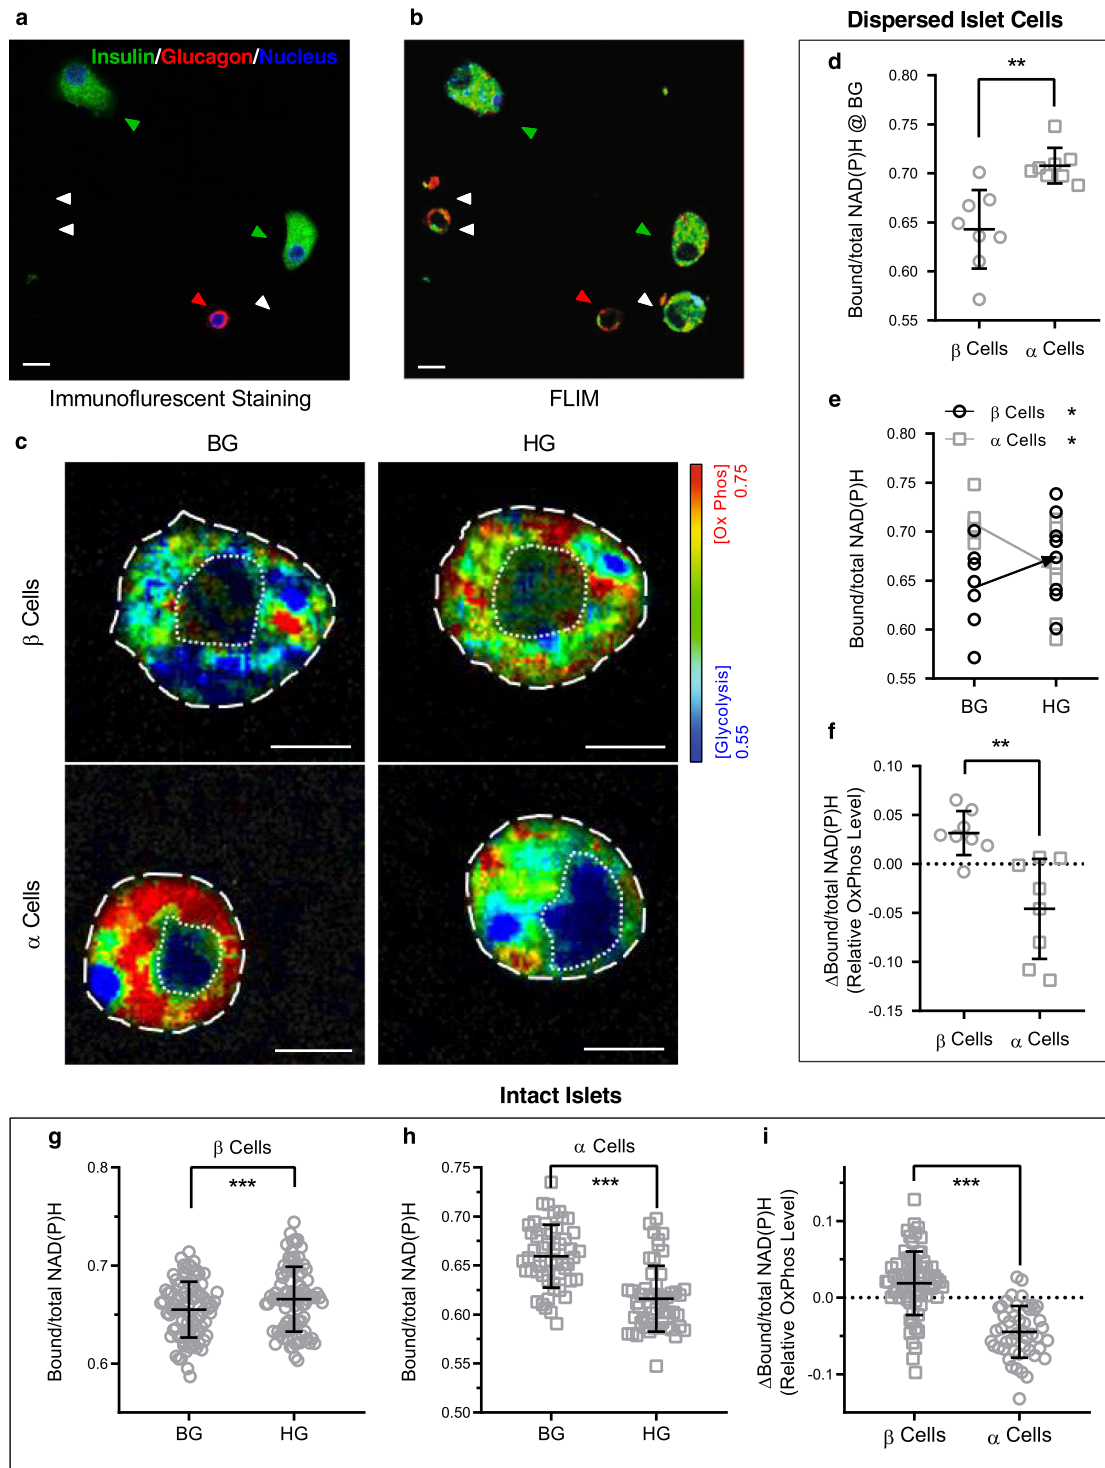 a
b
Dispersed Islet Cells
Insulin/Glucagon/Nucleus
Immunoflurescent Staining
FLIM
c
BG
HG
β Cells
α Cells
[Ox Phos]
0.75
[Glycolysis]
0.55
d
**
Bound/total NAD(P)H @ BG
0.80
0.75
0.70
0.65
0.60
0.55
β Cells
α Cells
e
β Cells *
α Cells *
Bound/total NAD(P)H
0.80
0.75
0.70
0.65
0.60
0.55
BG
HG
f
**
ΔBound/total NAD(P)H
(Relative OxPhos Level)
0.10
0.05
0.00
-0.05
-0.10
-0.15
β Cells
α Cells
Intact Islets
g
β Cells
***
Bound/total NAD(P)H
0.8
0.7
0.6
BG
HG
h
α Cells
***
Bound/total NAD(P)H
0.75
0.70
0.65
0.60
0.55
0.50
BG
HG
i
***
ΔBound/total NAD(P)H
(Relative OxPhos Level)
0.1
0.0
-0.1
β Cells
α Cells